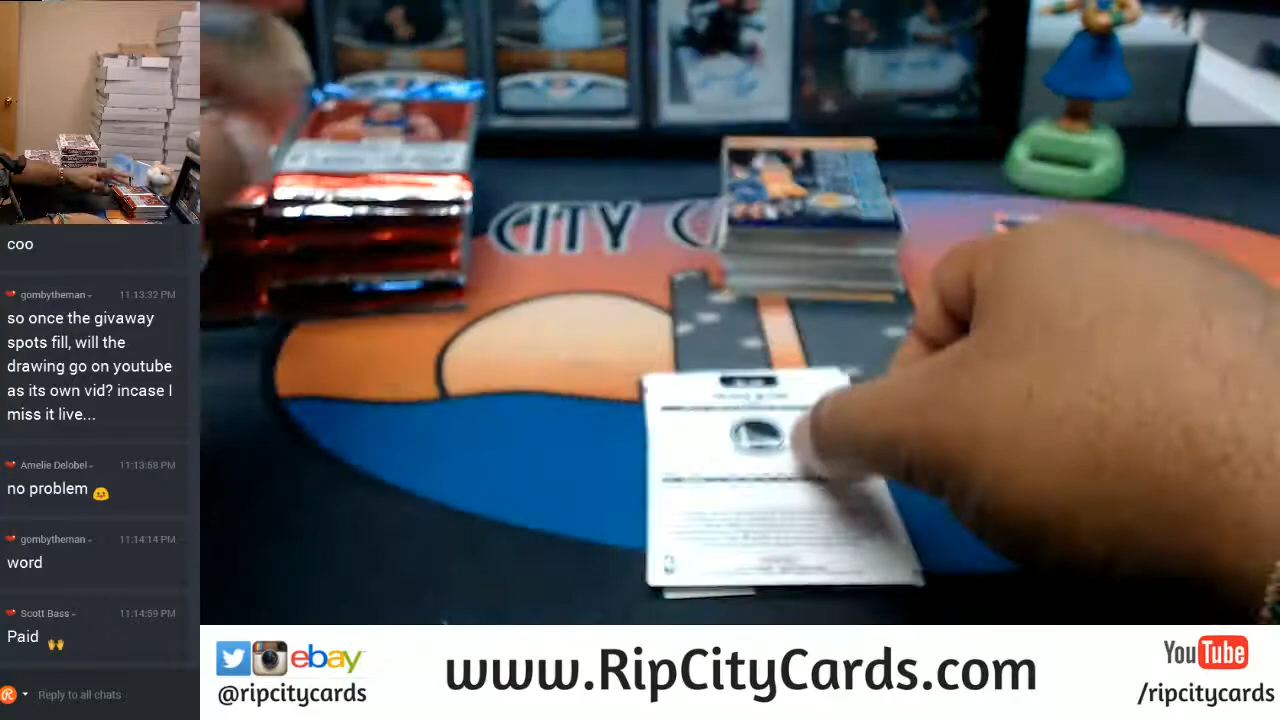 coo
gombytheman 11:13:32 PM
so once the givaway
spots fill, will the
drawing go on youtube
as its own vid? incase I
miss it live...
Amelie Delobel 11:13:58 PM
no problem
gombytheman 11:14:14 PM
word
Scott Bass 11:14:59 PM
Paid
Reply to all chats
CITY C
ebay
@ripcitycards
www.RipCityCards.com
YouTube
/ripcitycards